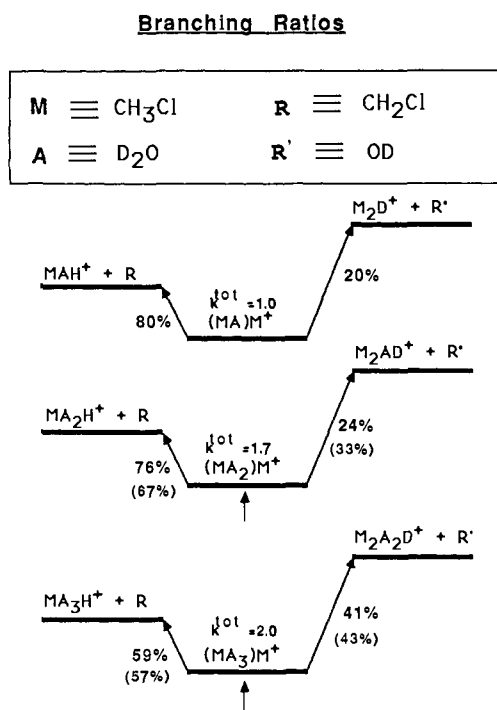 Branching Ratios
M ≡ CH₃Cl R ≡ CH₂Cl
A ≡ D₂O R' ≡ OD
M₂D⁺ + R•
MAH⁺ + R
kᵗᵒᵗ =1.0
20%
(MA)M⁺
80%
M₂AD⁺ + R•
MA₂H⁺ + R
kᵗᵒᵗ =1.7
24%
(33%)
76%
(MA₂)M⁺
(67%)
M₂A₂D⁺ + R•
MA₃H⁺ + R
kᵗᵒᵗ =2.0
41%
(43%)
59%
(MA₃)M⁺
(57%)